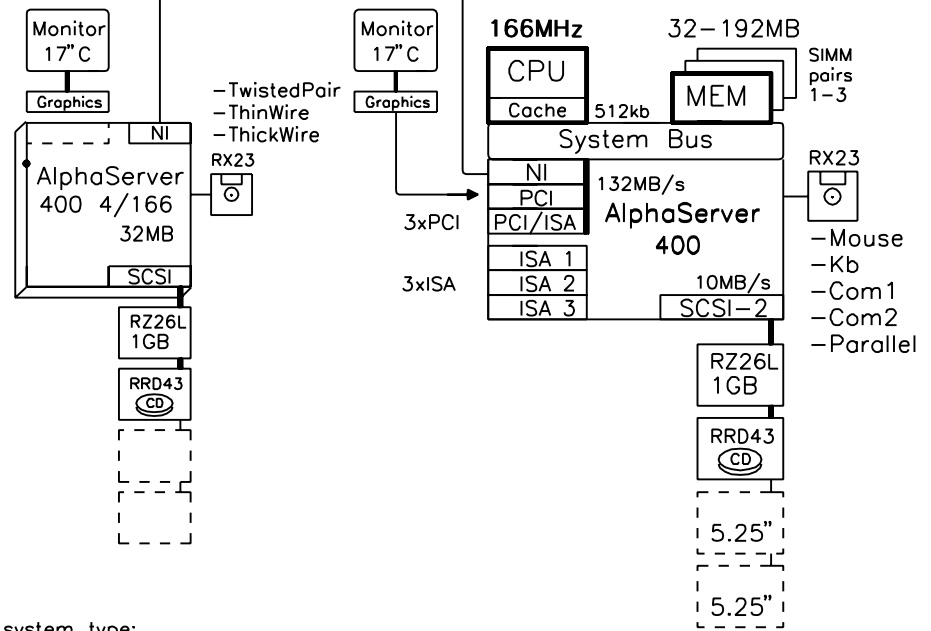 Monitor
17"C
Graphics
-TwistedPair
-ThinWire
-ThickWire
NI
RX23
AlphaServer
400 4/166
32MB
SCSI
RZ26L
1GB
RRD43
CD
Monitor
17"C
Graphics
166MHz
CPU
Cache
512kb
32-192MB
SIMM
pairs
1-3
MEM
System Bus
NI
PCI
PCI/ISA
3xPCI
132MB/s
AlphaServer
400
ISA 1
ISA 2
ISA 3
3xISA
10MB/s
SCSI-2
RX23
-Mouse
-Kb
-Com1
-Com2
-Parallel
RZ26L
1GB
RRD43
CD
5.25"
5.25"
system type: